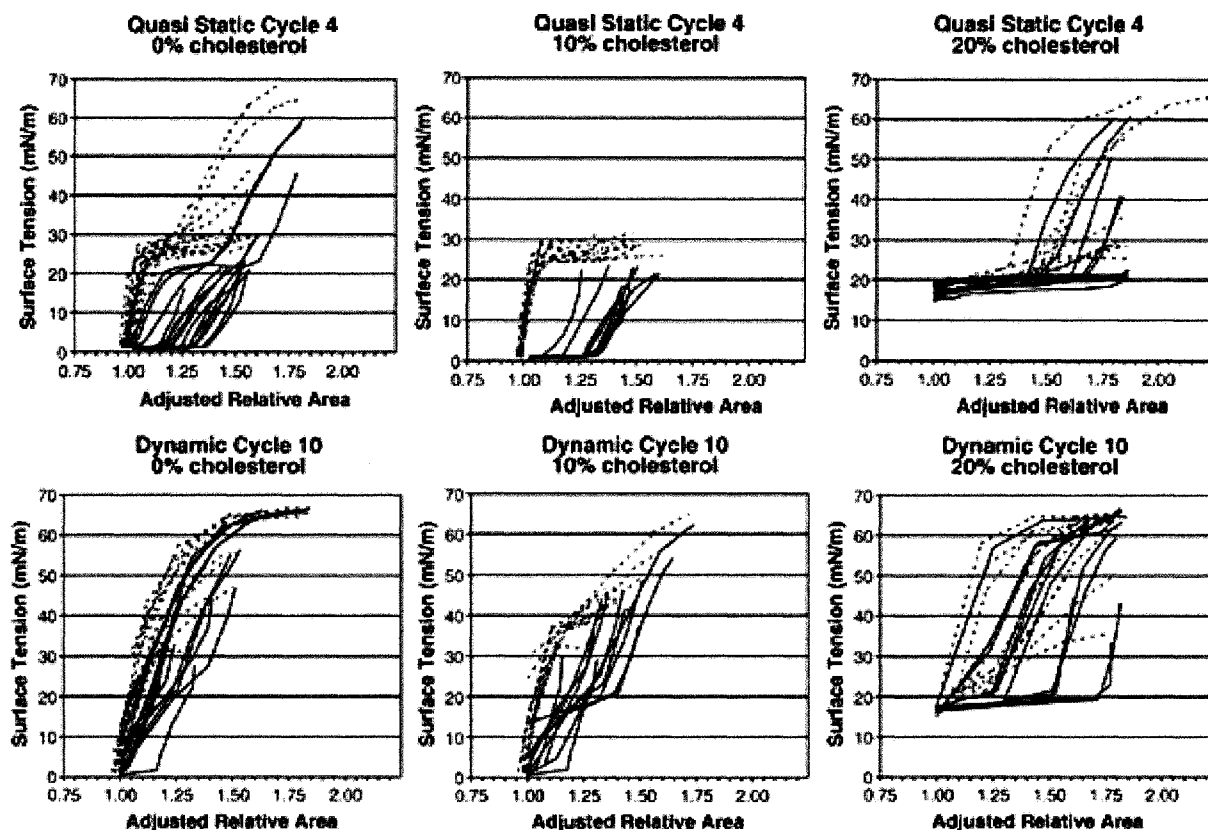 Quasi Static Cycle 4
0% cholesterol
Surface Tension (mN/m)
70
60
50
40
30
20
10
0
0.75 1.00 1.25 1.50 1.75 2.00
Adjusted Relative Area
Quasi Static Cycle 4
10% cholesterol
Surface Tension (mN/m)
70
60
50
40
30
20
10
0
0.75 1.00 1.25 1.50 1.75 2.00
Adjusted Relative Area
Quasi Static Cycle 4
20% cholesterol
Surface Tension (mN/m)
70
60
50
40
30
20
10
0
0.75 1.00 1.25 1.50 1.75 2.00
Adjusted Relative Area
Dynamic Cycle 10
0% cholesterol
Surface Tension (mN/m)
70
60
50
40
30
20
10
0
0.75 1.00 1.25 1.50 1.75 2.00
Adjusted Relative Area
Dynamic Cycle 10
10% cholesterol
Surface Tension (mN/m)
70
60
50
40
30
20
10
0
0.75 1.00 1.25 1.50 1.75 2.00
Adjusted Relative Area
Dynamic Cycle 10
20% cholesterol
Surface Tension (mN/m)
70
60
50
40
30
20
10
0
0.75 1.00 1.25 1.50 1.75 2.00
Adjusted Relative Area